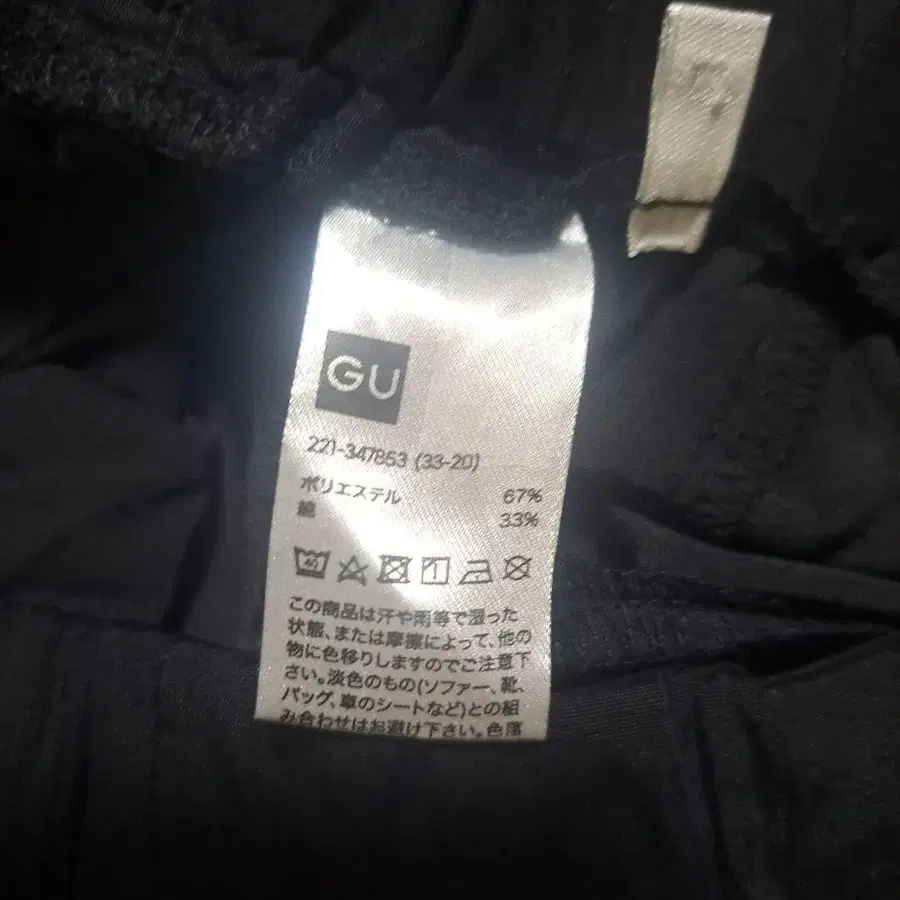 GU
221-347853 (33-20)
ポリエステル 67%
綿 33%
40
この商品は汗や雨等で湿った
状態、または摩擦によって、他の
物に色移りしますのでご注意下
さい。淡色のもの(ソファー、靴、
バッグ、車のシートなど)との組
み合わせはお避け下さい。色落